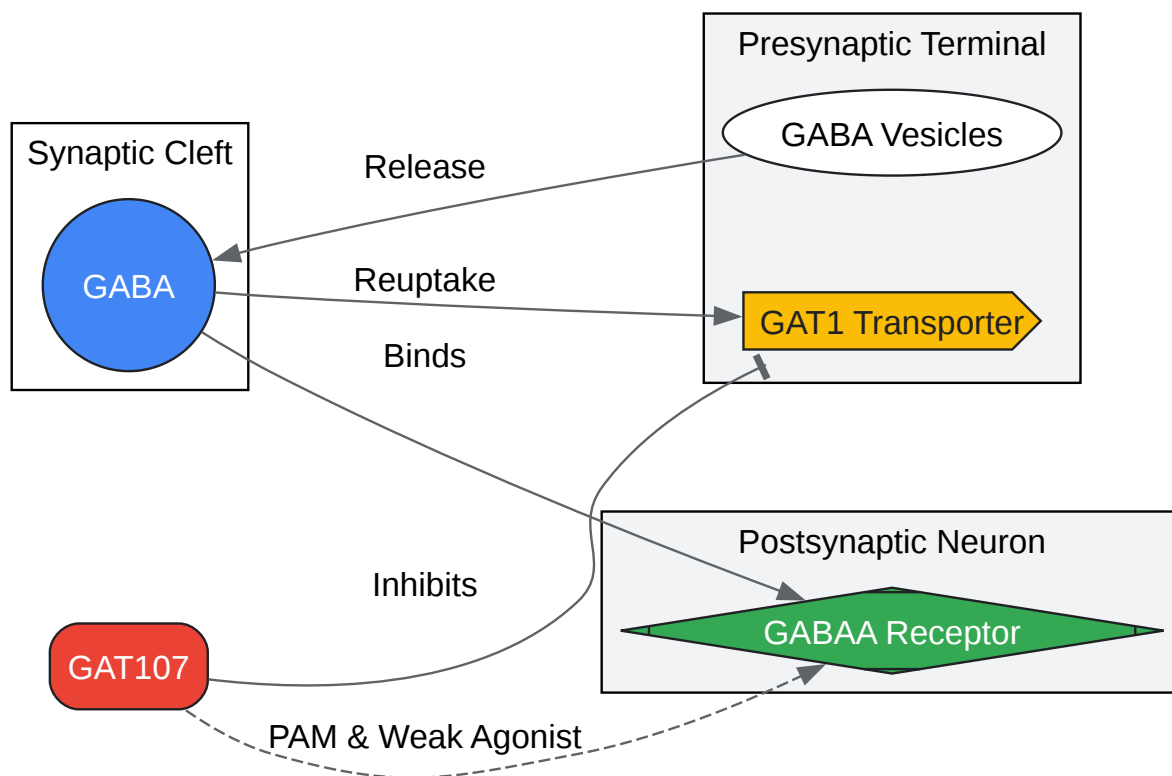 Presynaptic Terminal
GABA Vesicles
Synaptic Cleft
Release
GABA
Reuptake
GAT1 Transporter
Binds
Postsynaptic Neuron
Inhibits
GABAA Receptor
GAT107
PAM & Weak Agonist